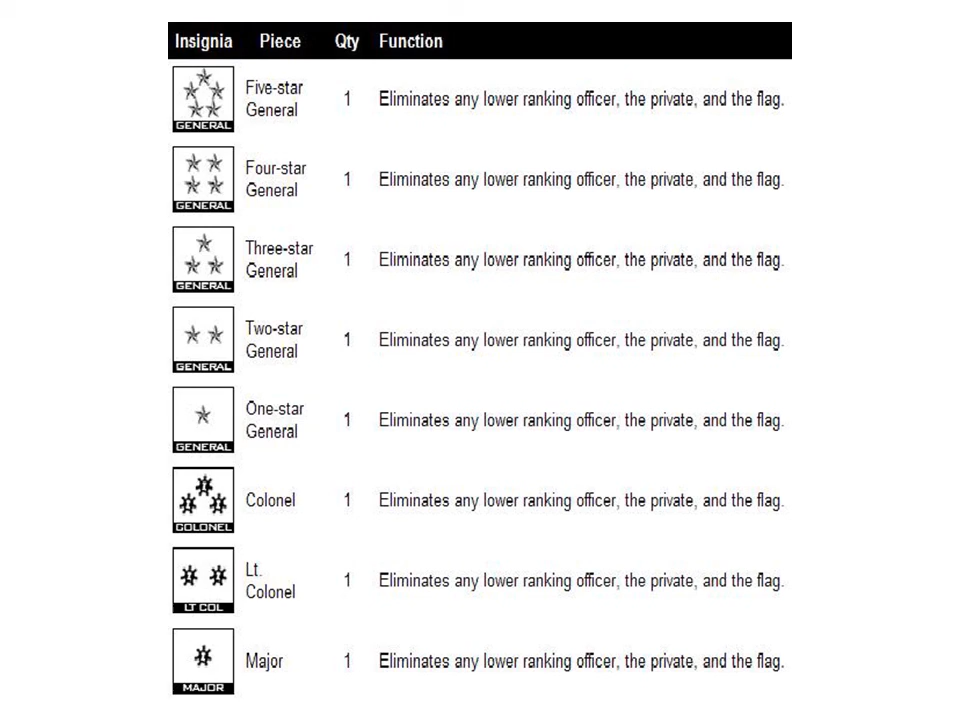 Insignia Piece Qty Function
GENERAL
Five-star
General
1 Eliminates any lower ranking officer, the private, and the flag.
GENERAL
Four-star
General
1 Eliminates any lower ranking officer, the private, and the flag.
GENERAL
Three-star
General
1 Eliminates any lower ranking officer, the private, and the flag.
GENERAL
Two-star
General
1 Eliminates any lower ranking officer, the private, and the flag.
GENERAL
One-star
General
1 Eliminates any lower ranking officer, the private, and the flag.
COLONEL
Colonel 1 Eliminates any lower ranking officer, the private, and the flag.
LT COL
Lt.
Colonel
1 Eliminates any lower ranking officer, the private, and the flag.
MAJOR
Major 1 Eliminates any lower ranking officer, the private, and the flag.